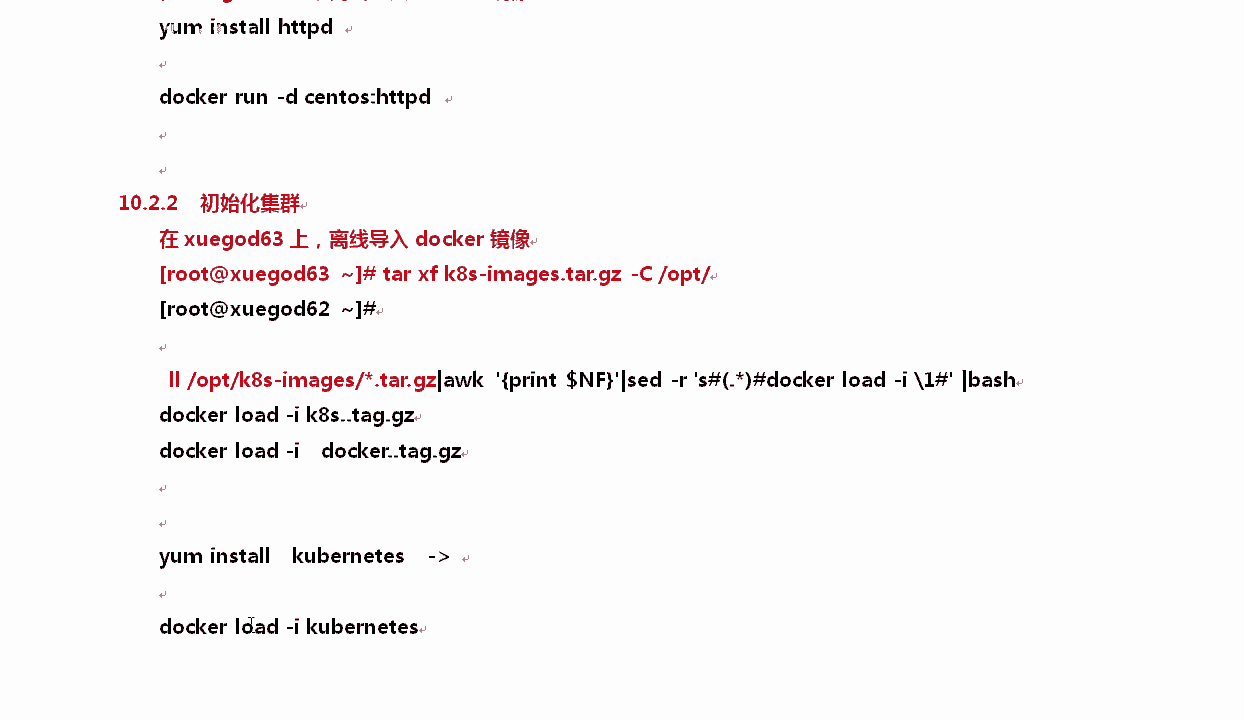 yum install httpd
docker run -d centos:httpd
10.2.2 初始化集群
在 xuegod63 上，离线导入 docker 镜像
[root@xuegod63 ~]# tar xf k8s-images.tar.gz -C /opt/
[root@xuegod62 ~]#
ll /opt/k8s-images/*.tar.gz|awk '{print $NF}'|sed -r 's#(.*)#docker load -i \1#' |bash
docker load -i k8s..tag.gz
docker load -i docker..tag.gz
yum install kubernetes ->
docker load -i kubernetes